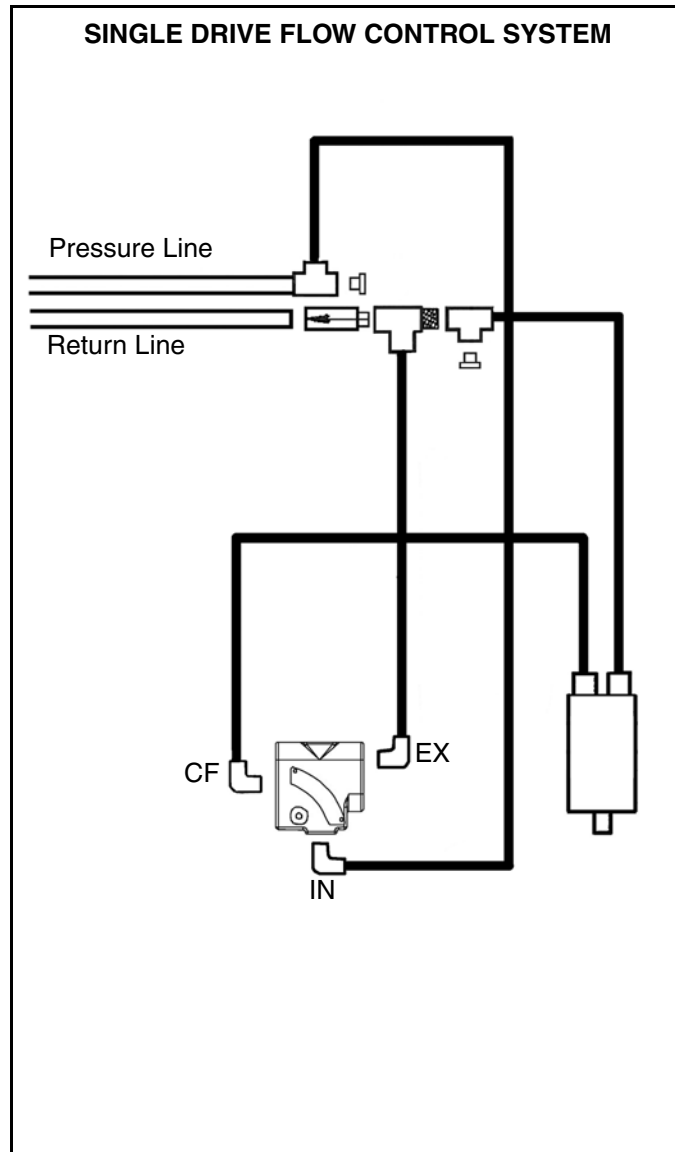 SINGLE DRIVE FLOW CONTROL SYSTEM
Pressure Line
Return Line
CF
EX
IN